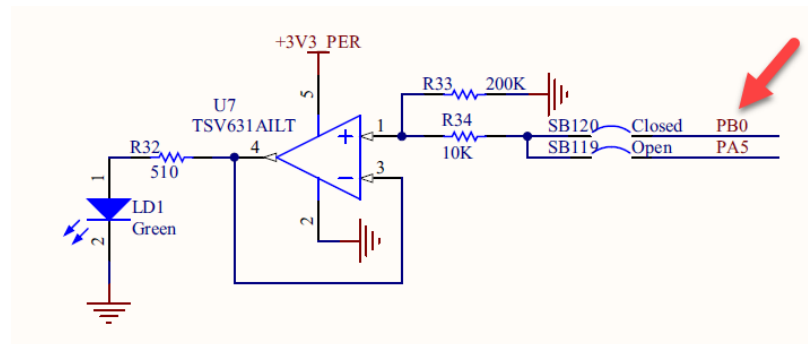 +3V3_PER
R33 200K
U7
TSV631AILT
5
1
R34
10K
SB120 Closed PB0
SB119 Open PA5
R32
510
4
3
2
1
LD1
Green
2